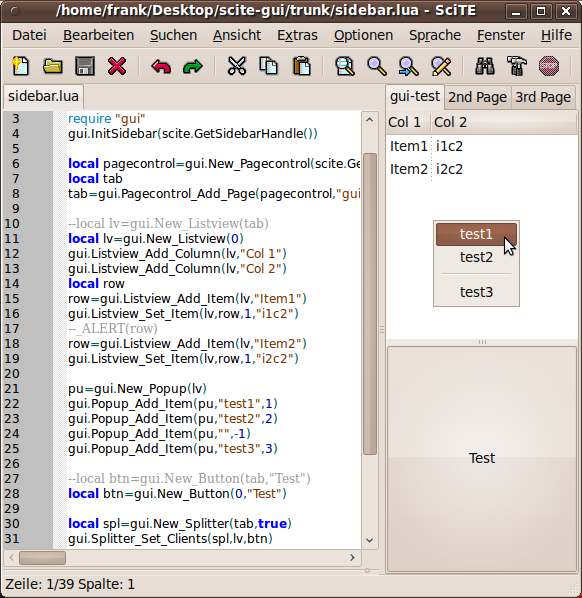 /home/frank/Desktop/scite-gui/trunk/sidebar.lua - SciTE
Datei Bearbeiten Suchen Ansicht Extras Optionen Sprache Fenster Hilfe
STOP
sidebar.lua
3 require "gui"
4 gui.InitSidebar(scite.GetSidebarHandle())
5
6 local pagecontrol=gui.New_Pagecontrol(scite.Ge
7 local tab
8 tab=gui.Pagecontrol_Add_Page(pagecontrol,"gui
9
10 --local lv=gui.New_Listview(tab)
11 local lv=gui.New_Listview(0)
12 gui.Listview_Add_Column(lv,"Col 1")
13 gui.Listview_Add_Column(lv,"Col 2")
14 local row
15 row=gui.Listview_Add_Item(lv,"Item1")
16 gui.Listview_Set_Item(lv,row,1,"i1c2")
17 --_ALERT(row)
18 row=gui.Listview_Add_Item(lv,"Item2")
19 gui.Listview_Set_Item(lv,row,1,"i2c2")
20
21 pu=gui.New_Popup(lv)
22 gui.Popup_Add_Item(pu,"test1",1)
23 gui.Popup_Add_Item(pu,"test2",2)
24 gui.Popup_Add_Item(pu,"",-1)
25 gui.Popup_Add_Item(pu,"test3",3)
26
27 --local btn=gui.New_Button(tab,"Test")
28 local btn=gui.New_Button(0,"Test")
29
30 local spl=gui.New_Splitter(tab,true)
31 gui.Splitter_Set_Clients(spl,lv,btn)
gui-test 2nd Page 3rd Page
Col 1 Col 2
Item1 i1c2
Item2 i2c2
test1
test2
test3
Test
Zeile: 1/39 Spalte: 1